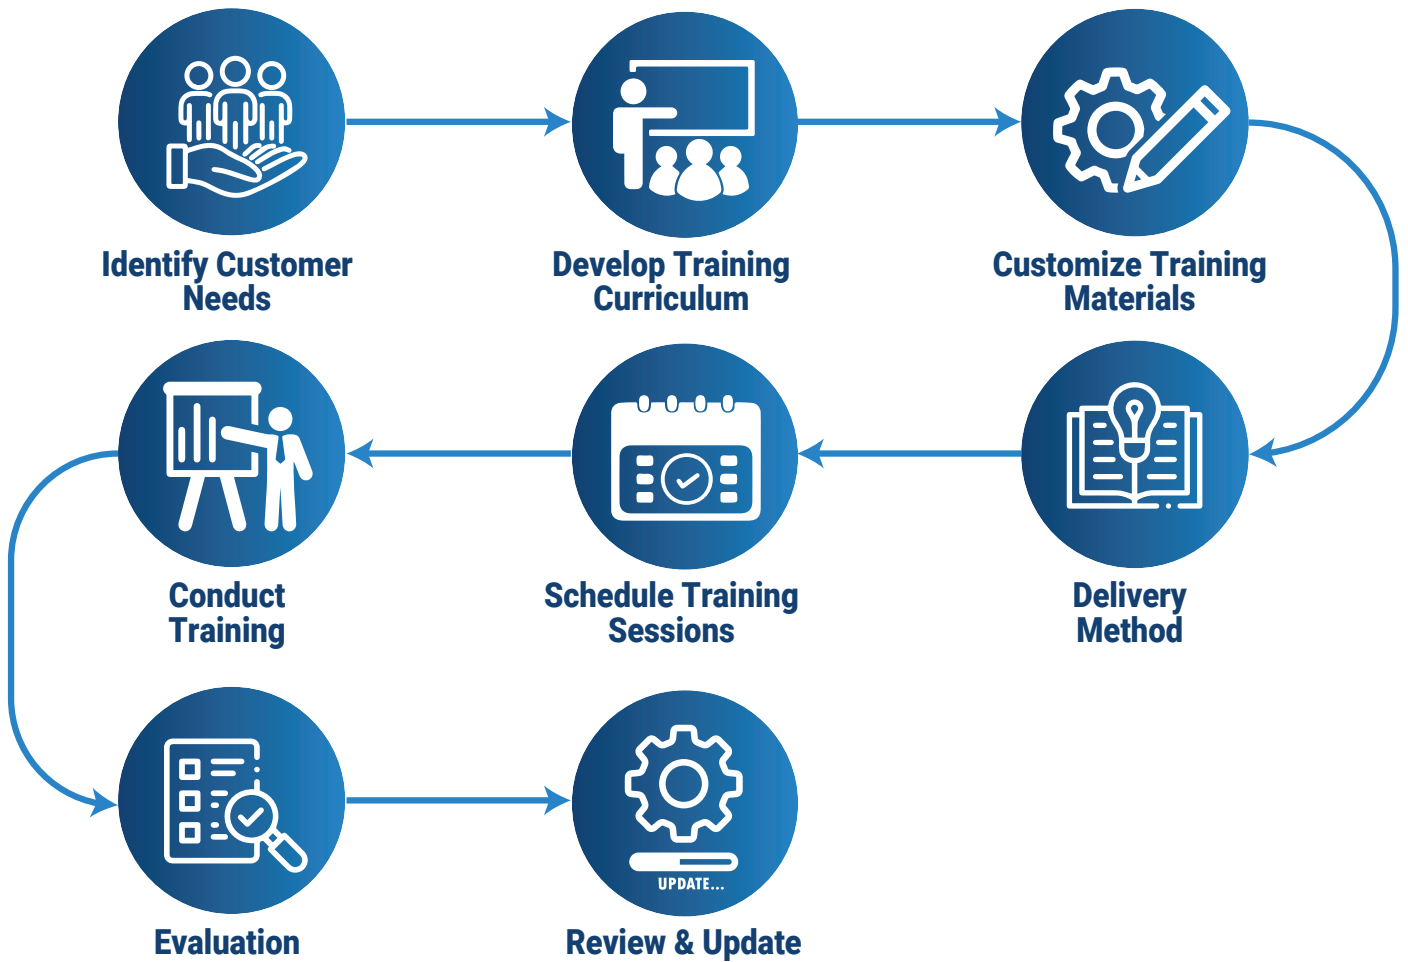 Identify Customer
Needs
Develop Training
Curriculum
Customize Training
Materials
Conduct
Training
Schedule Training
Sessions
Delivery
Method
UPDATE...
Evaluation
Review & Update